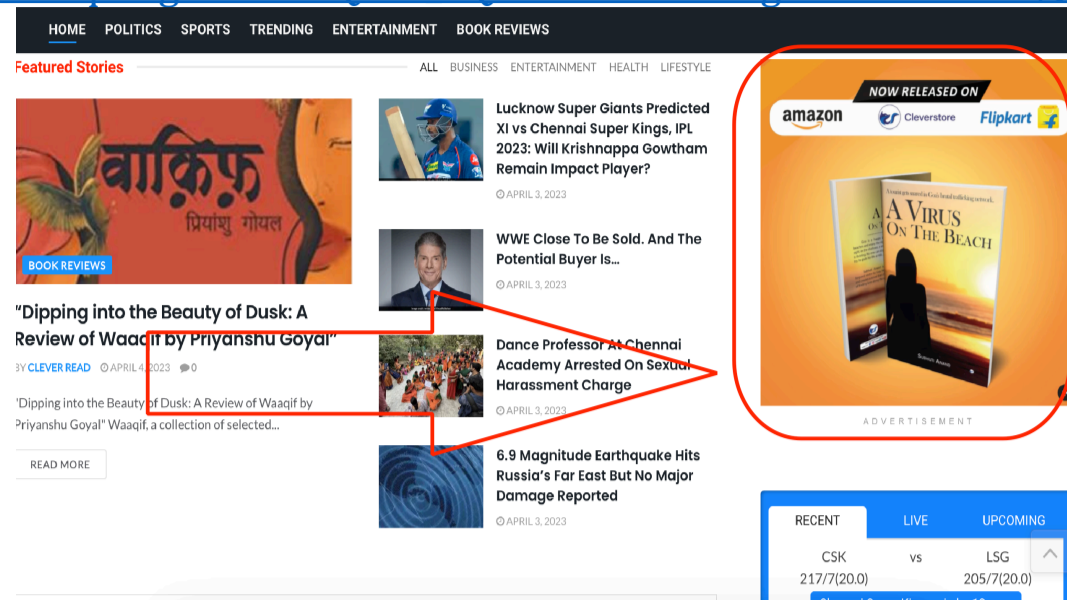 HOME POLITICS SPORTS TRENDING ENTERTAINMENT BOOK REVIEWS
Featured Stories
ALL BUSINESS ENTERTAINMENT HEALTH LIFESTYLE
वाक़िफ़
प्रियांशु गोयल
BOOK REVIEWS
"Dipping into the Beauty of Dusk: A
Review of Waaqif by Priyanshu Goyal"
BY CLEVER READ APRIL 4, 2023 0
"Dipping into the Beauty of Dusk: A Review of Waaqif by
Priyanshu Goyal" Waaqif, a collection of selected...
READ MORE
Lucknow Super Giants Predicted
XI vs Chennai Super Kings, IPL
2023: Will Krishnappa Gowtham
Remain Impact Player?
APRIL 3, 2023
WWE Close To Be Sold. And The
Potential Buyer Is...
APRIL 3, 2023
Dance Professor At Chennai
Academy Arrested On Sexual
Harassment Charge
APRIL 3, 2023
6.9 Magnitude Earthquake Hits
Russia's Far East But No Major
Damage Reported
APRIL 3, 2023
NOW RELEASED ON
amazon Cleverstore Flipkart
A VIRUS
ON THE BEACH
ADVERTISEMENT
RECENT LIVE UPCOMING
CSK vs LSG
217/7(20.0) 205/7(20.0)